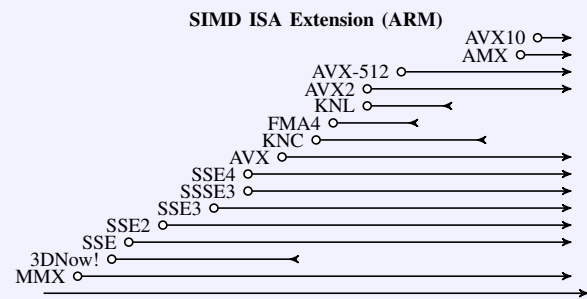 SIMD ISA Extension (ARM)
AVX10
AMX
AVX-512
AVX2
KNL
FMA4
KNC
AVX
SSE4
SSSE3
SSE3
SSE2
SSE
3DNow!
MMX